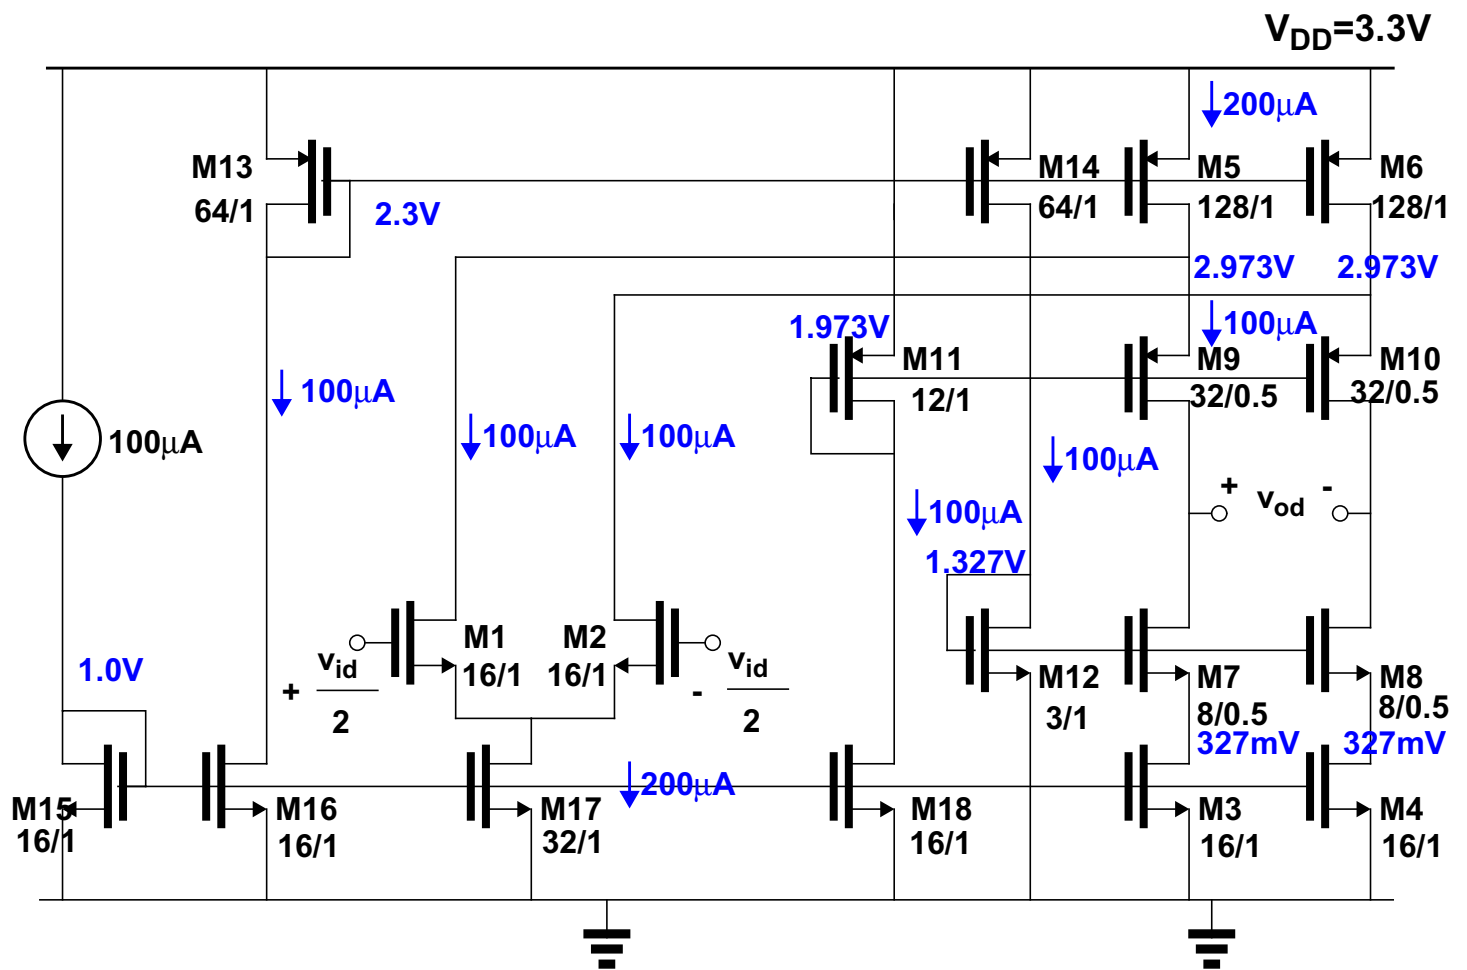 V_DD=3.3V
200μA
M13
64/1
2.3V
M14
64/1
M5
128/1
M6
128/1
2.973V
2.973V
1.973V
100μA
M11
12/1
M9
32/0.5
M10
32/0.5
100μA
100μA
100μA
100μA
100μA
100μA
+ v_od -
1.327V
1.0V
M1
16/1
M2
16/1
+ v_id/2
- v_id/2
M12
3/1
M7
8/0.5
M8
8/0.5
327mV
327mV
200μA
M15
16/1
M16
16/1
M17
32/1
M18
16/1
M3
16/1
M4
16/1